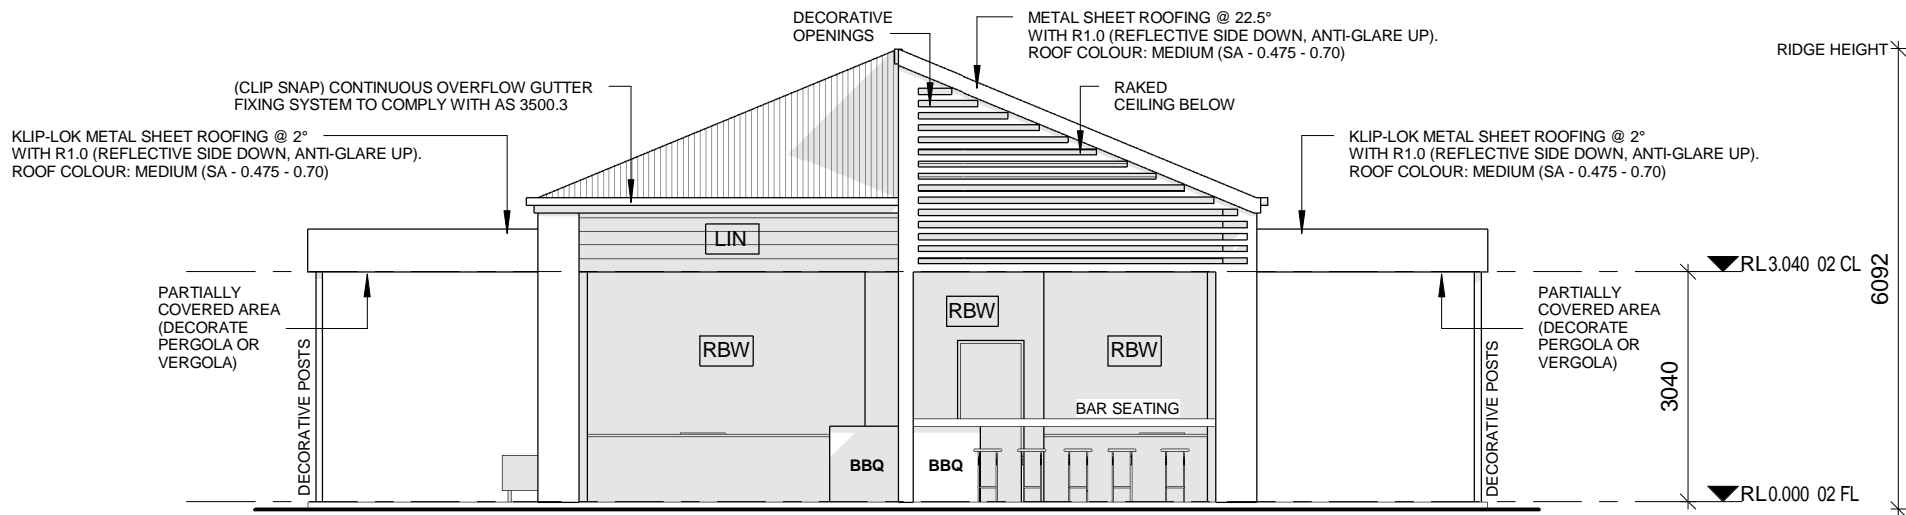 DECORATIVE
OPENINGS
METAL SHEET ROOFING @ 22.5°
WITH R1.0 (REFLECTIVE SIDE DOWN, ANTI-GLARE UP).
ROOF COLOUR: MEDIUM (SA - 0.475 - 0.70)
RIDGE HEIGHT
(CLIP SNAP) CONTINUOUS OVERFLOW GUTTER
FIXING SYSTEM TO COMPLY WITH AS 3500.3
RAKED
CEILING BELOW
KLIP-LOK METAL SHEET ROOFING @ 2°
WITH R1.0 (REFLECTIVE SIDE DOWN, ANTI-GLARE UP).
ROOF COLOUR: MEDIUM (SA - 0.475 - 0.70)
KLIP-LOK METAL SHEET ROOFING @ 2°
WITH R1.0 (REFLECTIVE SIDE DOWN, ANTI-GLARE UP).
ROOF COLOUR: MEDIUM (SA - 0.475 - 0.70)
LIN
RL3.040 02 CL
6092
PARTIALLY
COVERED AREA
(DECORATE
PERGOLA OR
VERGOLA)
DECORATIVE POSTS
RBW
RBW
RBW
PARTIALLY
COVERED AREA
(DECORATE
PERGOLA OR
VERGOLA)
DECORATIVE POSTS
3040
BAR SEATING
BBQ
BBQ
RL0.000 02 FL